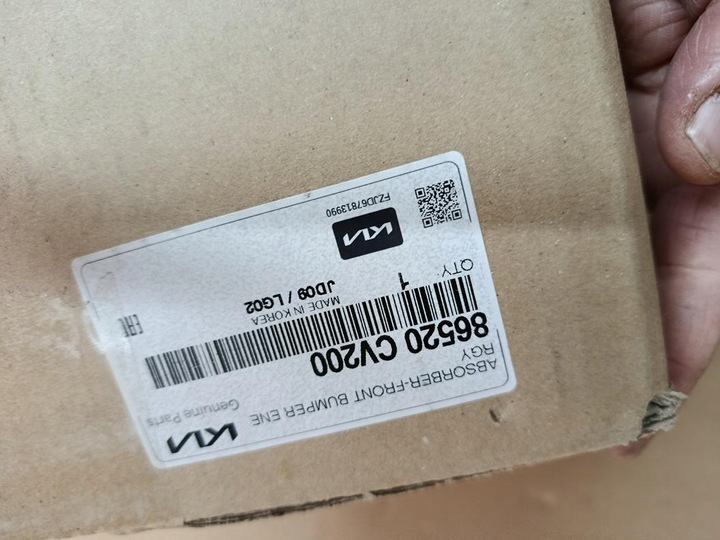 KIA Genuine Parts
ABSORBER-FRONT BUMPER ENE
RGY
86520 CV200
QTY: 1
MADE IN KOREA
JD09 / LG02
EAC
KIA
FZJD67813990